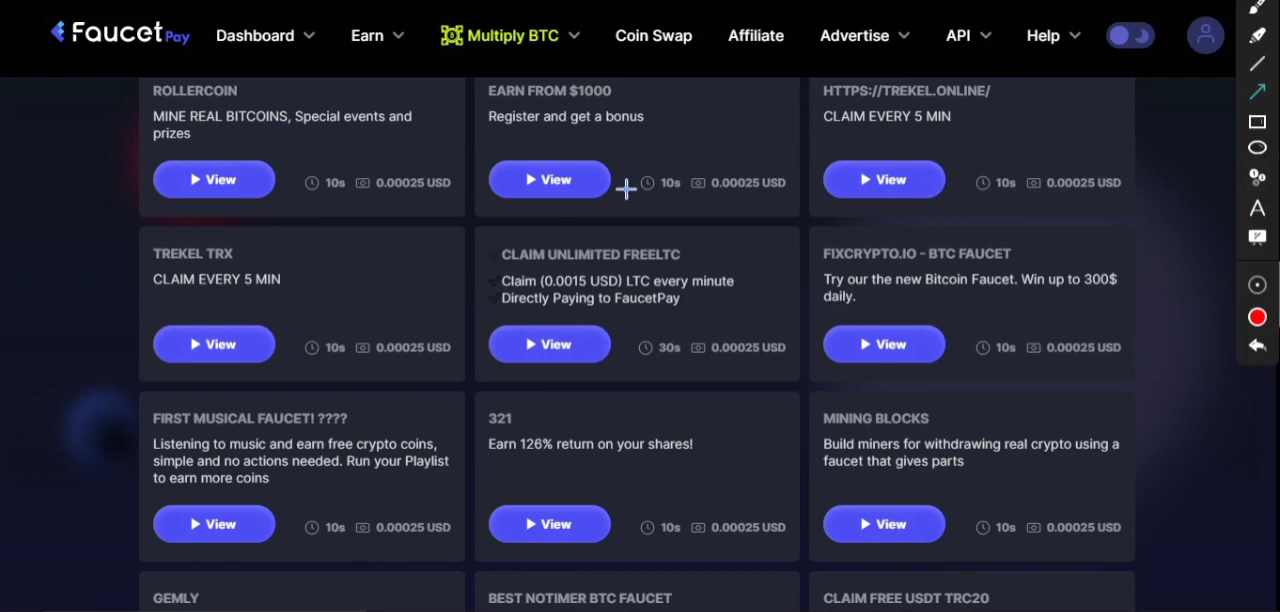 FaucetPay Dashboard Earn Multiply BTC Coin Swap Affiliate Advertise API Help
ROLLERCOIN
MINE REAL BITCOINS, Special events and
prizes
View 10s 0.00025 USD
EARN FROM $1000
Register and get a bonus
View 10s 0.00025 USD
HTTPS://TREKEL.ONLINE/
CLAIM EVERY 5 MIN
View 10s 0.00025 USD
TREKEL TRX
CLAIM EVERY 5 MIN
View 10s 0.00025 USD
CLAIM UNLIMITED FREELTC
Claim (0.0015 USD) LTC every minute
Directly Paying to FaucetPay
View 30s 0.00025 USD
FIXCRYPTO.IO - BTC FAUCET
Try our the new Bitcoin Faucet. Win up to 300$
daily.
View 10s 0.00025 USD
FIRST MUSICAL FAUCET! ????
Listening to music and earn free crypto coins,
simple and no actions needed. Run your Playlist
to earn more coins
View 10s 0.00025 USD
321
Earn 126% return on your shares!
View 10s 0.00025 USD
MINING BLOCKS
Build miners for withdrawing real crypto using a
faucet that gives parts
View 10s 0.00025 USD
GEMLY
BEST NOTIMER BTC FAUCET
CLAIM FREE USDT TRC20